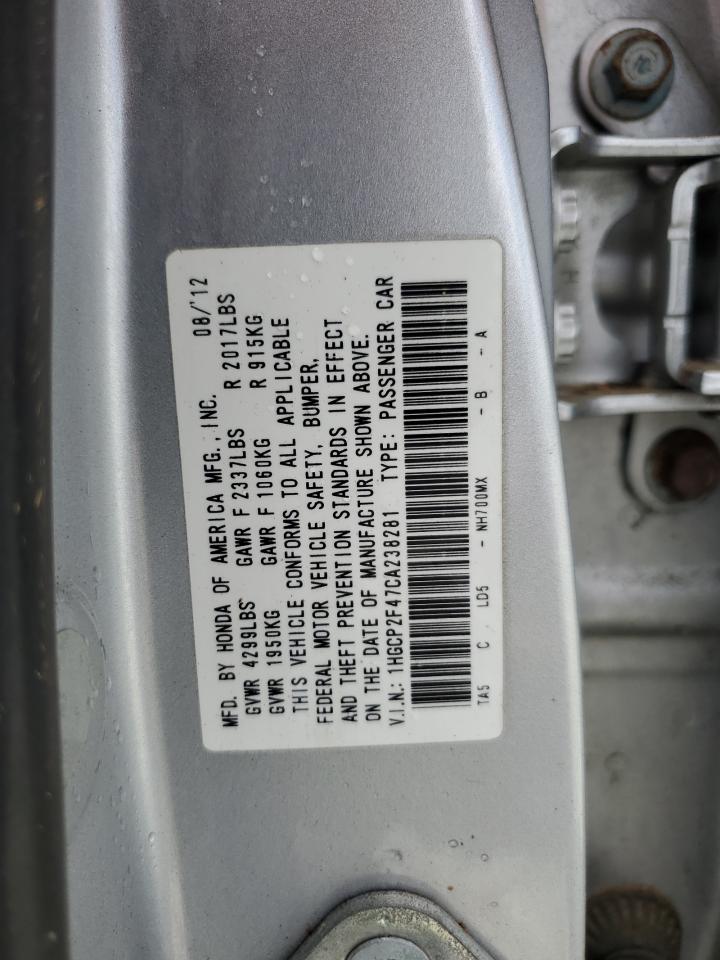 MFD. BY HONDA OF AMERICA MFG., INC. 08/'12
GVWR 4299LBS GAWR F 2337LBS R 2017LBS
GVWR 1950KG GAWR F 1060KG R 915KG
THIS VEHICLE CONFORMS TO ALL APPLICABLE
FEDERAL MOTOR VEHICLE SAFETY, BUMPER,
AND THEFT PREVENTION STANDARDS IN EFFECT
ON THE DATE OF MANUFACTURE SHOWN ABOVE.
V.I.N.: 1HGCP2F47CA238281 TYPE: PASSENGER CAR
TA5 C LD5 - NH700MX - B - A